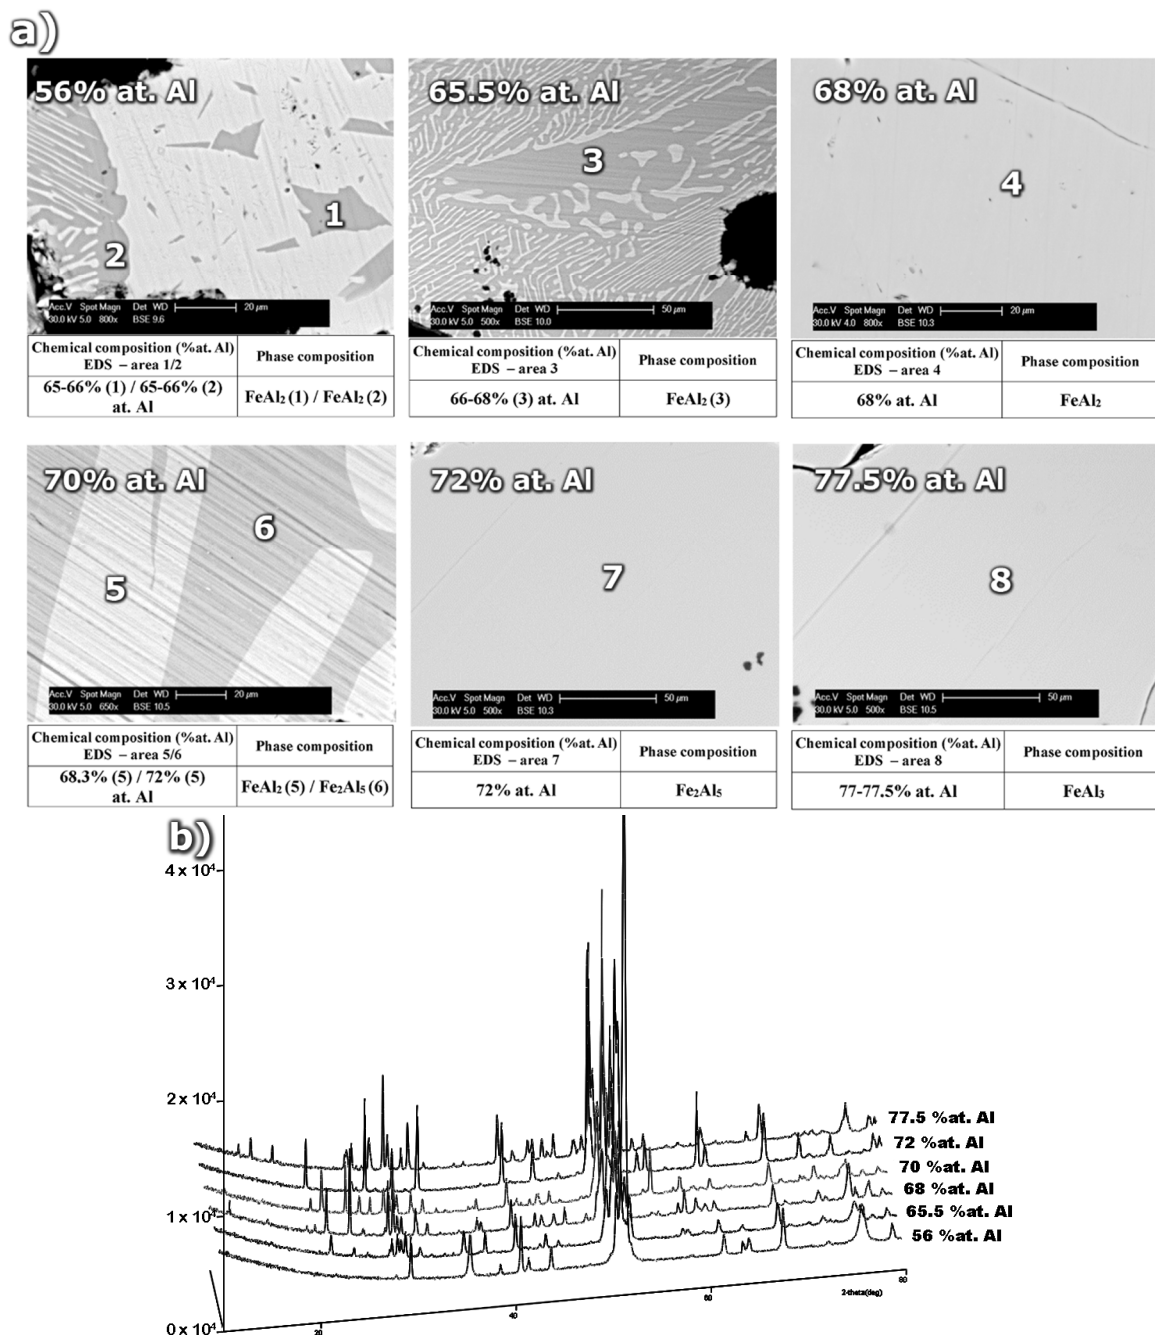 a)
56% at. Al
1
2
Acc.V Spot Magn Det WD 20 µm
30.0 kV 5.0 800x BSE 9.6
Chemical composition (%at. Al) EDS – area 1/2
Phase composition
65-66% (1) / 65-66% (2) at. Al
FeAl₂ (1) / FeAl₂ (2)
65.5% at. Al
3
Acc.V Spot Magn Det WD 50 µm
30.0 kV 5.0 500x BSE 10.0
Chemical composition (%at. Al) EDS – area 3
Phase composition
66-68% (3) at. Al
FeAl₂ (3)
68% at. Al
4
Acc.V Spot Magn Det WD 20 µm
30.0 kV 4.0 800x BSE 10.3
Chemical composition (%at. Al) EDS – area 4
Phase composition
68% at. Al
FeAl₂
70% at. Al
5
6
Acc.V Spot Magn Det WD 20 µm
30.0 kV 5.0 650x BSE 10.5
Chemical composition (%at. Al) EDS – area 5/6
Phase composition
68.3% (5) / 72% (5) at. Al
FeAl₂ (5) / Fe₂Al₅ (6)
72% at. Al
7
Acc.V Spot Magn Det WD 50 µm
30.0 kV 5.0 500x BSE 10.3
Chemical composition (%at. Al) EDS – area 7
Phase composition
72% at. Al
Fe₂Al₅
77.5% at. Al
8
Acc.V Spot Magn Det WD 50 µm
30.0 kV 5.0 500x BSE 10.5
Chemical composition (%at. Al) EDS – area 8
Phase composition
77-77.5% at. Al
FeAl₃
b)
4 x 10⁴
3 x 10⁴
2 x 10⁴
1 x 10⁴
0 x 10⁴
77.5 %at. Al
72 %at. Al
70 %at. Al
68 %at. Al
65.5 %at. Al
56 %at. Al
20
40
60
80
2-theta(deg)